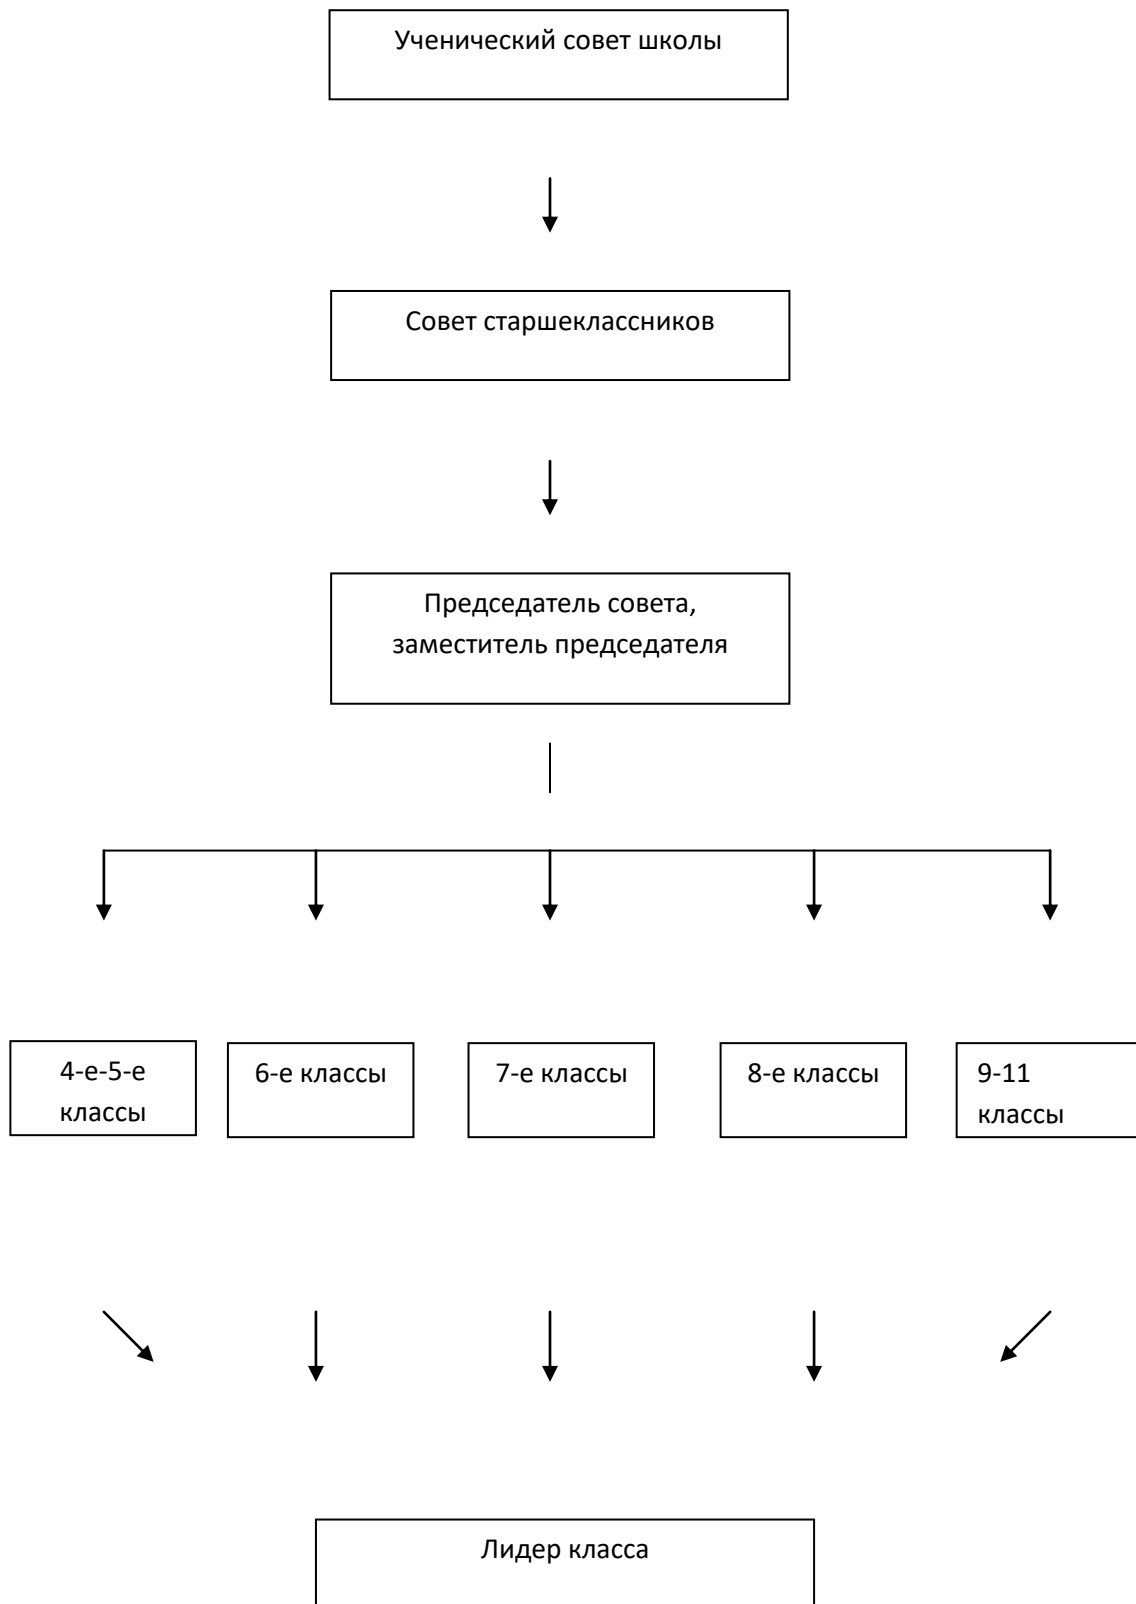 Ученический совет школы
Совет старшеклассников
Председатель совета,
заместитель председателя
4-е-5-е
классы
6-е классы
7-е классы
8-е классы
9-11
классы
Лидер класса